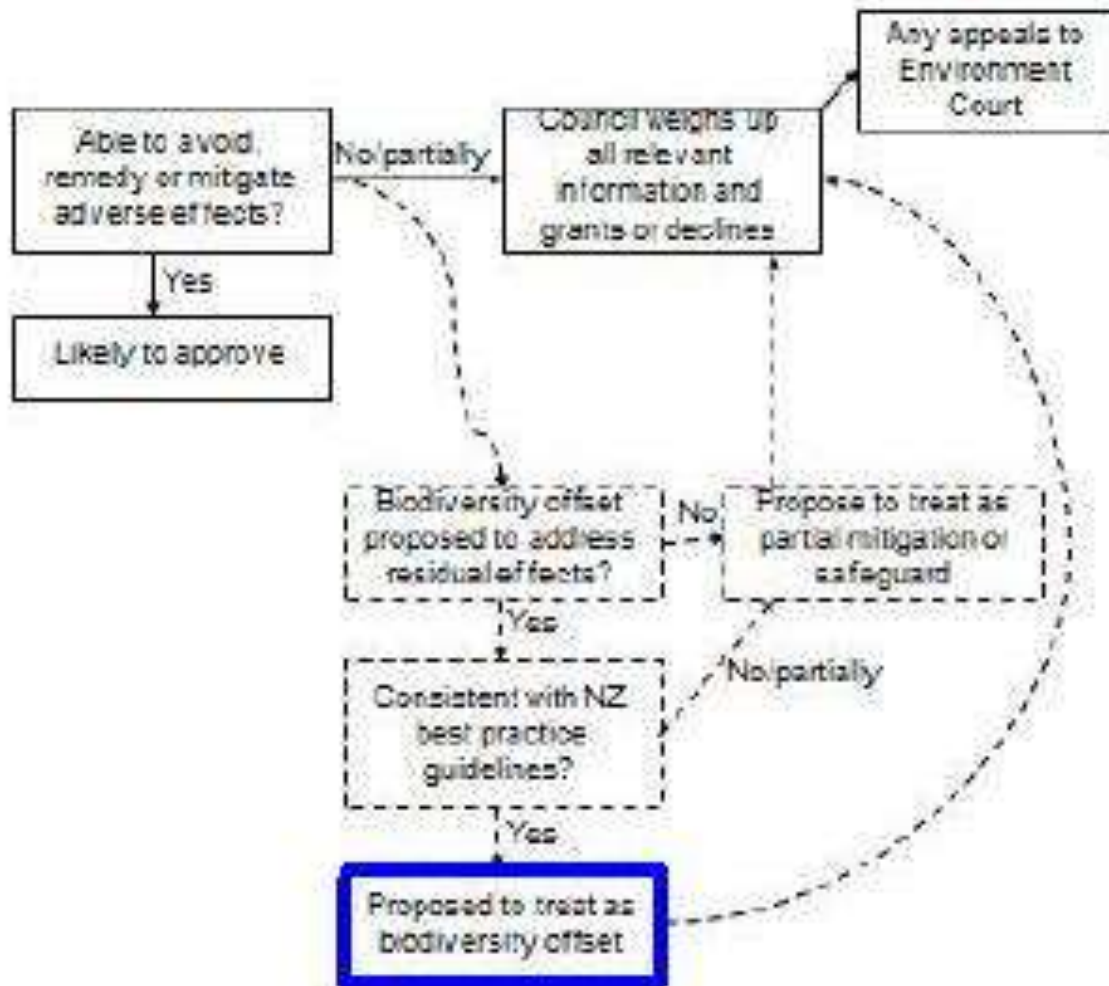 Any appeals to
Environment
Court
Able to avoid,
remedy or mitigate
adverse effects?
No/partially
Council weighs up
all relevant
information and
grants or declines
Yes
Likely to approve
Biodiversity offset
proposed to address
residual effects?
No
Propose to treat as
partial mitigation or
safeguard
Yes
No/partially
Consistent with NZ
best practice
guidelines?
Yes
Proposed to treat as
biodiversity offset